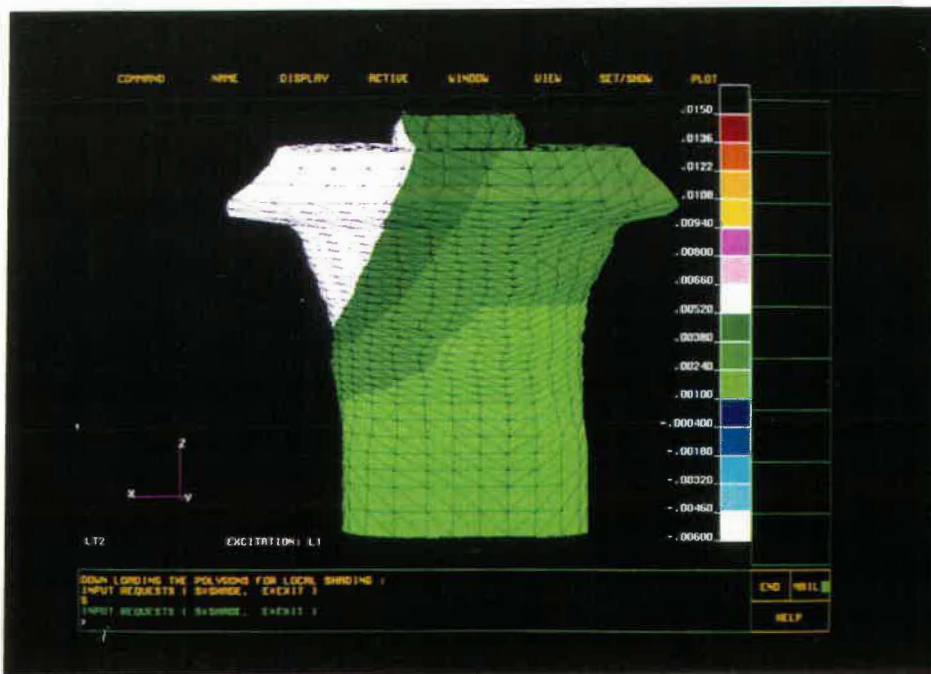 COMMAND NAME DISPLAY ACTIVE WINDOW VIEW SET/SHOW PLOT
.0150
.0136
.0122
.0108
.00940
.00800
.00660
.00520
.00380
.00240
.00100
-.000400
-.00180
-.00320
-.00460
-.00600
Z
X
Y
LT2 EXCITATION: L1
DOWN LOADING THE POLYGONS FOR LOCAL SHADING :
INPUT REQUESTS ( S=SHADE, E=EXIT )
S
INPUT REQUESTS ( S=SHADE, E=EXIT )
>
END MAIL
HELP